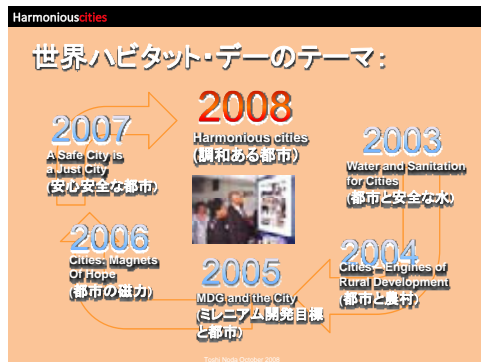 Harmoniouscities
世界ハビタット・デーのテーマ：
2008
Harmonious cities
(調和ある都市)
2003
Water and Sanitation
for Cities
(都市と安全な水)
2004
Cities – Engines of
Rural Development
(都市と農村)
2005
MDG and the City
(ミレニアム開発目標
と都市)
2006
Cities: Magnets
Of Hope
(都市の磁力)
2007
A Safe City is
a Just City
(安心安全な都市)
Toshi Noda October 2008